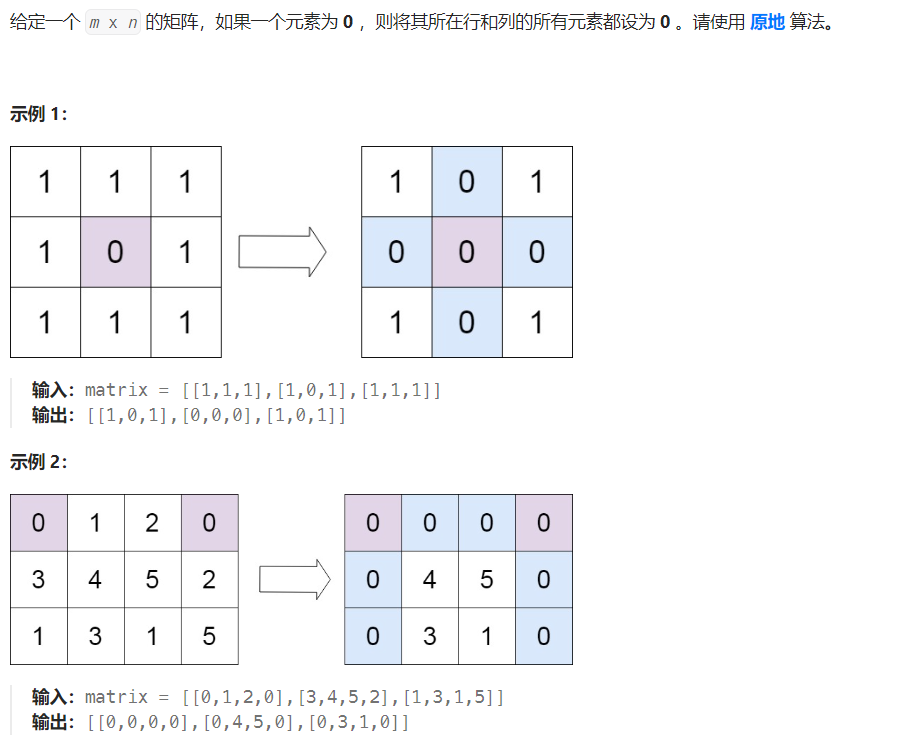 给定一个 m x n 的矩阵，如果一个元素为 0 ，则将其所在行和列的所有元素都设为 0 。请使用 原地 算法。
示例 1：
1 1 1 1 0 1
1 0 1 0 0 0
1 1 1 1 0 1
输入：matrix = [[1,1,1],[1,0,1],[1,1,1]]
输出：[[1,0,1],[0,0,0],[1,0,1]]
示例 2：
0 1 2 0 0 0 0 0
3 4 5 2 0 4 5 0
1 3 1 5 0 3 1 0
输入：matrix = [[0,1,2,0],[3,4,5,2],[1,3,1,5]]
输出：[[0,0,0,0],[0,4,5,0],[0,3,1,0]]